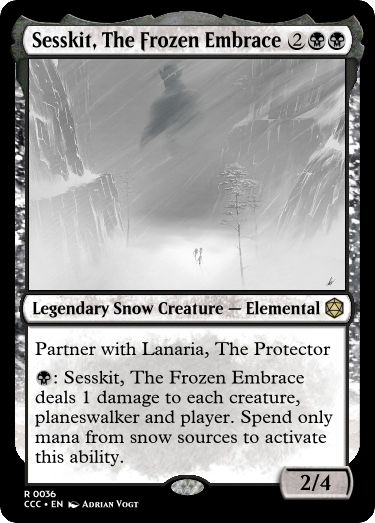 Sesskit, The Frozen Embrace 2
Legendary Snow Creature — Elemental
Partner with Lanaria, The Protector
: Sesskit, The Frozen Embrace
deals 1 damage to each creature,
planeswalker and player. Spend only
mana from snow sources to activate
this ability.
2/4
R 0036
CCC • EN Adrian Vogt